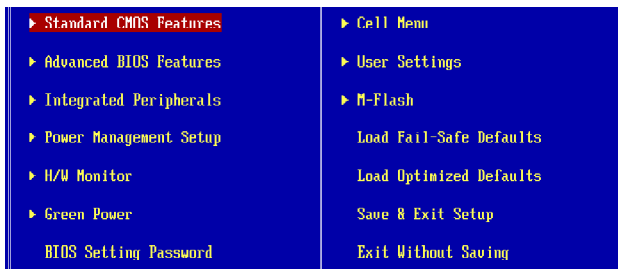 Standard CMOS Features
Advanced BIOS Features
Integrated Peripherals
Power Management Setup
H/W Monitor
Green Power
BIOS Setting Password
Cell Menu
User Settings
M-Flash
Load Fail-Safe Defaults
Load Optimized Defaults
Save & Exit Setup
Exit Without Saving